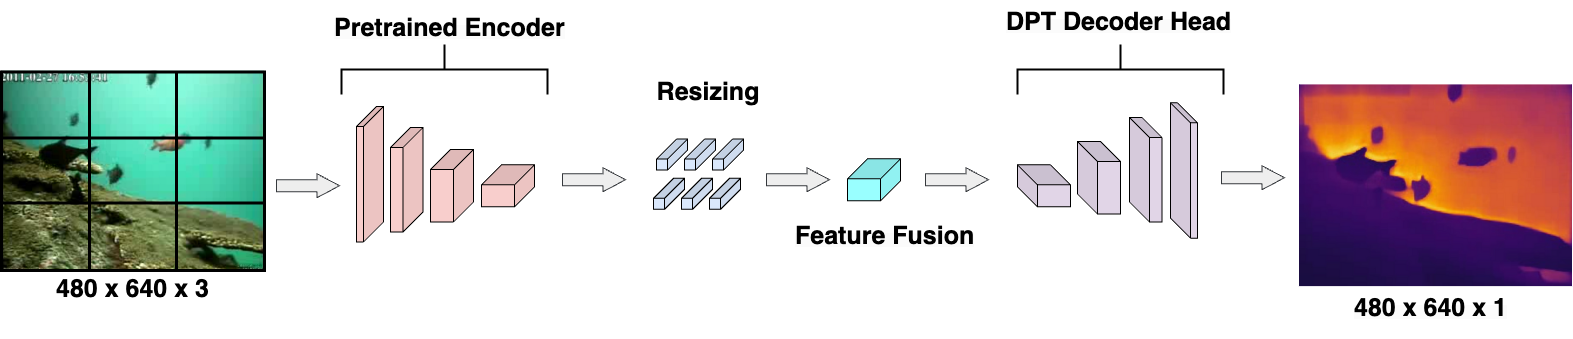 Pretrained Encoder
DPT Decoder Head
Resizing
Feature Fusion
480 x 640 x 3
480 x 640 x 1